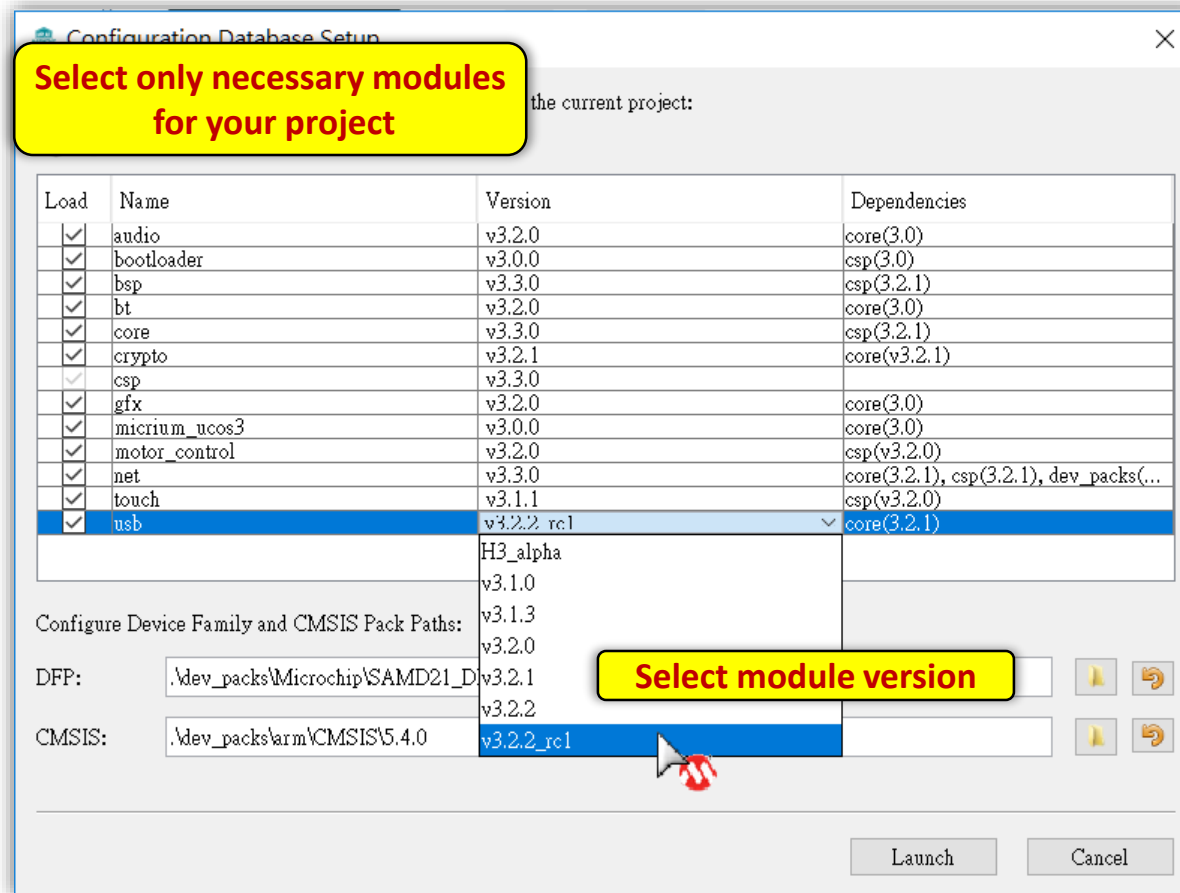 Configuration Database Setup
Select only necessary modules
for your project
the current project:
Load Name Version Dependencies
audio v3.2.0 core(3.0)
bootloader v3.0.0 csp(3.0)
bsp v3.3.0 csp(3.2.1)
bt v3.2.0 core(3.0)
core v3.3.0 csp(3.2.1)
crypto v3.2.1 core(v3.2.1)
csp v3.3.0
gfx v3.2.0 core(3.0)
micrium_ucos3 v3.0.0 core(3.0)
motor_control v3.2.0 csp(v3.2.0)
net v3.3.0 core(3.2.1), csp(3.2.1), dev_packs(...
touch v3.1.1 csp(v3.2.0)
usb v3.2.2_rc1 core(3.2.1)
H3_alpha
v3.1.0
v3.1.3
v3.2.0
v3.2.1
v3.2.2
v3.2.2_rc1
Configure Device Family and CMSIS Pack Paths:
Select module version
DFP: .\dev_packs\Microchip\SAMD21_D
CMSIS: .\dev_packs\arm\CMSIS\5.4.0
Launch Cancel